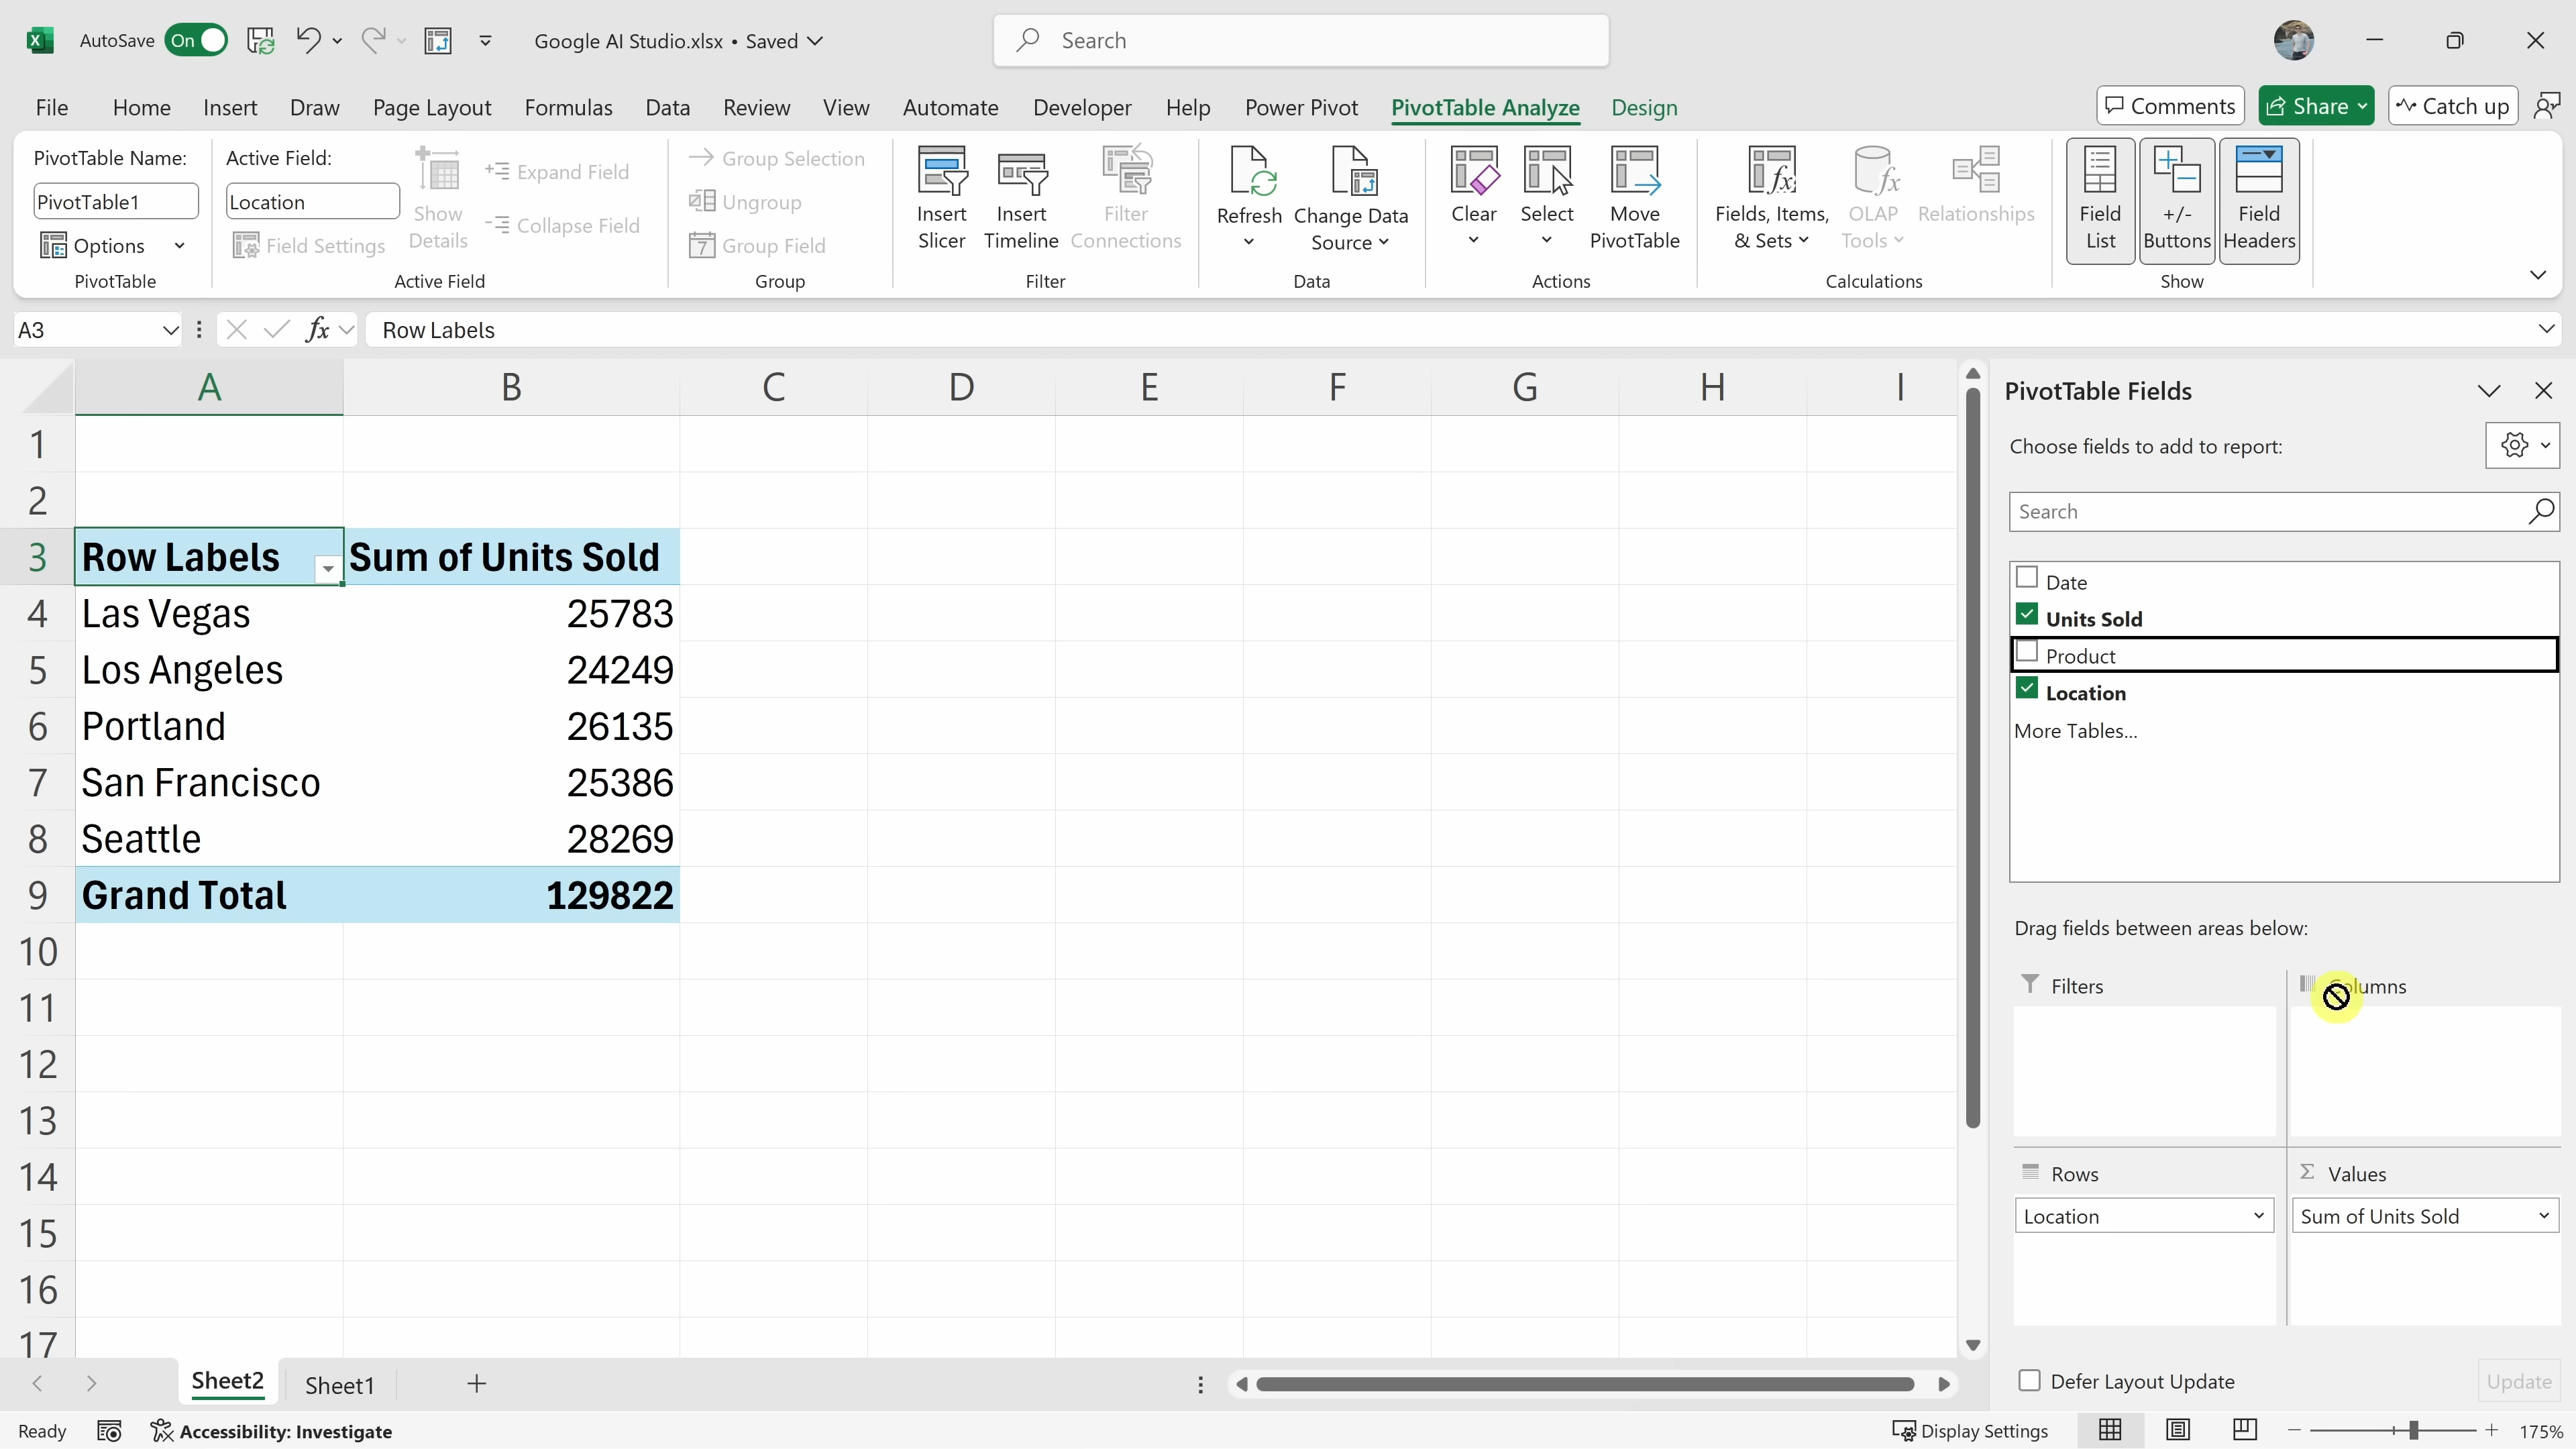 AutoSave On Google AI Studio.xlsx • Saved Search
File Home Insert Draw Page Layout Formulas Data Review View Automate Developer Help Power Pivot PivotTable Analyze Design Comments Share Catch up
PivotTable Name:
PivotTable1
Options
PivotTable
Active Field:
Location
Field Settings
Show Details
Expand Field
Collapse Field
Active Field
Group Selection
Ungroup
7 Group Field
Group
Insert Slicer
Insert Timeline
Filter Connections
Filter
Refresh
Change Data Source
Data
Clear
Select
Move PivotTable
Actions
Fields, Items, & Sets
OLAP Tools
Relationships
Calculations
Field List
+/- Buttons
Field Headers
Show
A3 fx Row Labels
A B C D E F G H I
1
2
3 Row Labels Sum of Units Sold
4 Las Vegas 25783
5 Los Angeles 24249
6 Portland 26135
7 San Francisco 25386
8 Seattle 28269
9 Grand Total 129822
10
11
12
13
14
15
16
17
PivotTable Fields
Choose fields to add to report:
Search
Date
Units Sold
Product
Location
More Tables...
Drag fields between areas below:
Filters
Rows
Location
Σ Values
Sum of Units Sold
Defer Layout Update Update
Sheet2 Sheet1
Ready Accessibility: Investigate Display Settings 175%